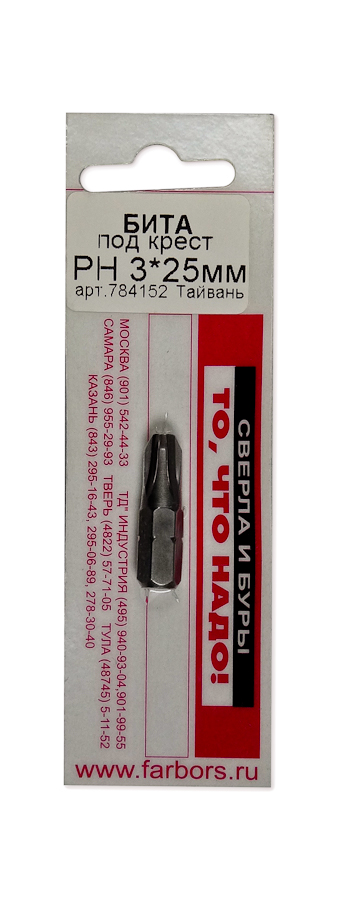 БИТА
под крест
PH 3*25мм
арт.784152 Тайвань
МОСКВА (901) 542-44-33 ТД" ИНДУСТРИЯ (495) 940-93-04,901-99-55
САМАРА (846) 955-29-93 ТВЕРЬ (4822) 57-71-05 ТУЛА (48745) 5-11-52
КАЗАНЬ (843) 295-16-43, 295-06-89, 278-30-40
СВЕРЛА И БУРЫ
ТО, ЧТО НАДО!
www.farbors.ru